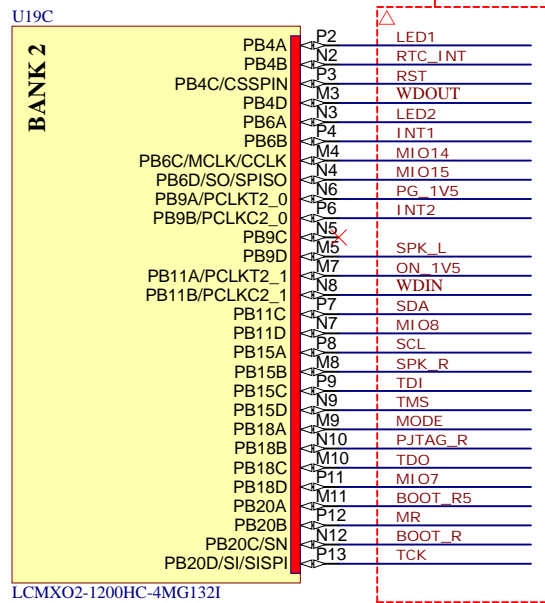 U19C
BANK 2
PB4A P2 LED1
PB4B N2 RTC_INT
PB4C/CSSPIN P3 RST
PB4D M3 WDOUT
PB6A N3 LED2
PB6B P4 INT1
PB6C/MCLK/CCLK M4 MIO14
PB6D/SO/SPISO N4 MIO15
PB9A/PCLKT2_0 N6 PG_1V5
PB9B/PCLKC2_0 P6 INT2
PB9C N5
PB9D M5 SPK_L
PB11A/PCLKT2_1 M7 ON_1V5
PB11B/PCLKC2_1 N8 WDIN
PB11C P7 SDA
PB11D N7 MIO8
PB15A P8 SCL
PB15B M8 SPK_R
PB15C P9 TDI
PB15D N9 TMS
PB18A M9 MODE
PB18B N10 PJTAG_R
PB18C M10 TDO
PB18D P11 MIO7
PB20A M11 BOOT_R5
PB20B P12 MR
PB20C/SN N12 BOOT_R
PB20D/SI/SISPI P13 TCK
LCMXO2-1200HC-4MG132I